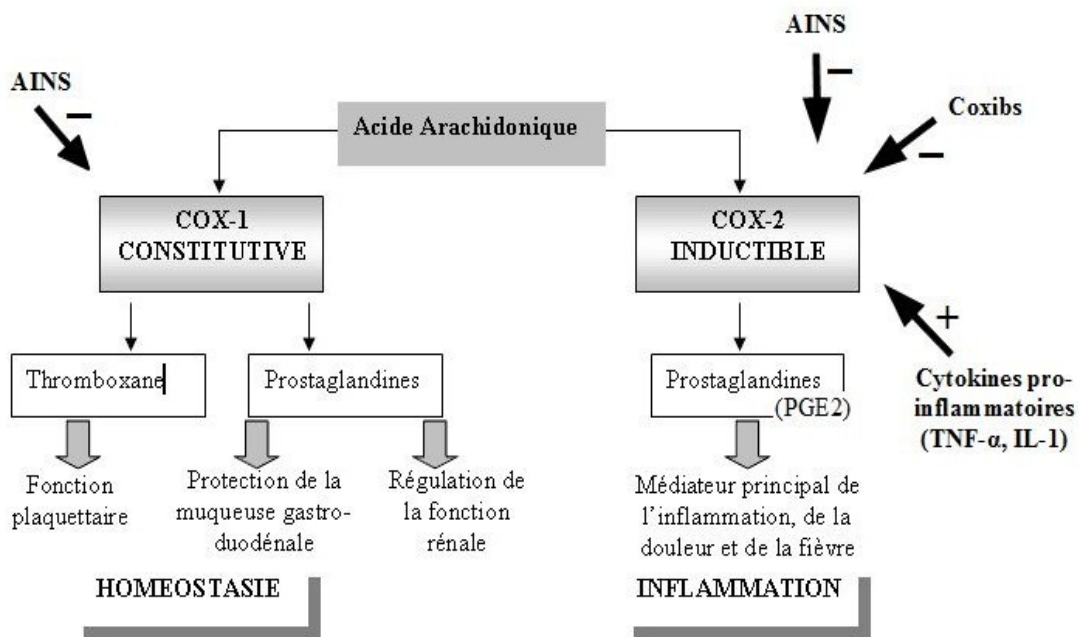 AINS
−
AINS
−
Coxibs
−
Acide Arachidonique
COX-1
CONSTITUTIVE
COX-2
INDUCTIBLE
+
Cytokines pro-
inflammatoires
(TNF-α, IL-1)
Thromboxane
Prostaglandines
Prostaglandines
(PGE2)
Fonction
plaquettaire
Protection de la
muqueuse gastro-
duodénale
Régulation de
la fonction
rénale
Médiateur principal de
l’inflammation, de la
douleur et de la fièvre
HOMEOSTASIE
INFLAMMATION